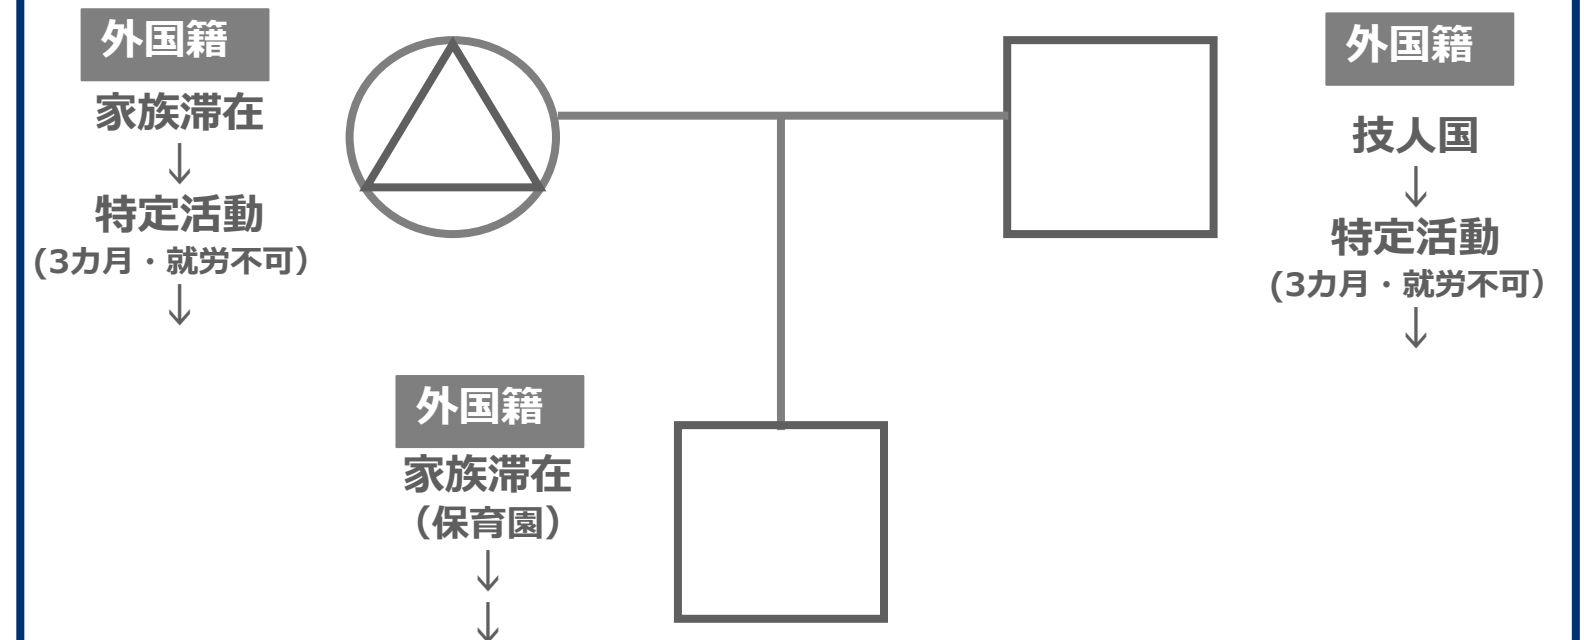 外国籍
家族滞在
↓
特定活動
(3カ月・就労不可）
↓
外国籍
技人国
↓
特定活動
(3カ月・就労不可）
↓
外国籍
家族滞在
（保育園）
↓
↓